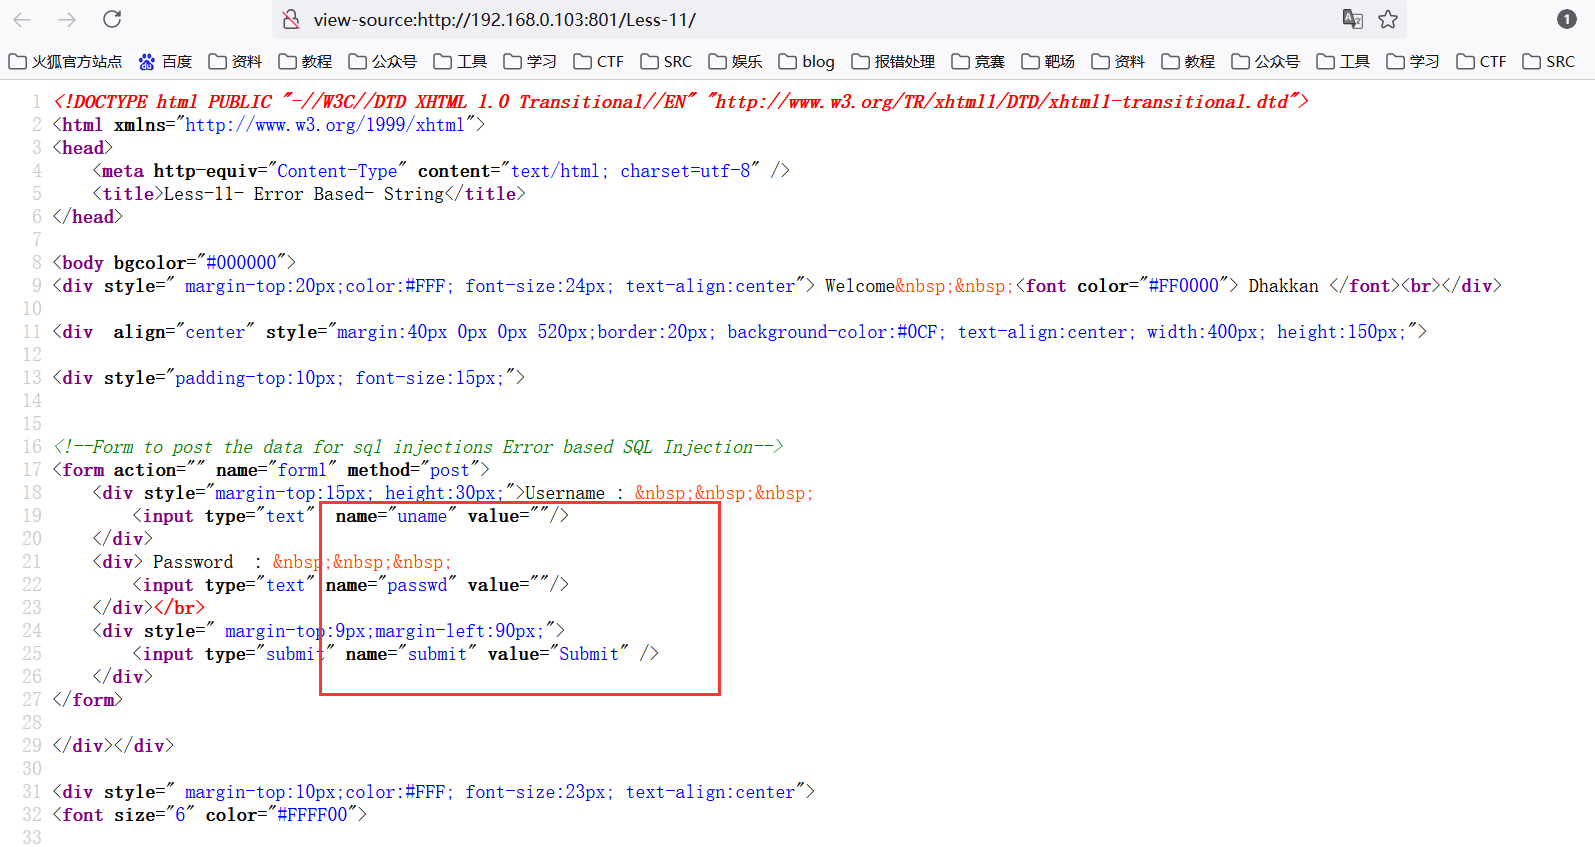 view-source:http://192.168.0.103:801/Less-11/
1
火狐官方站点 百度 资料 教程 公众号 工具 学习 CTF SRC 娱乐 blog 报错处理 竞赛 靶场 资料 教程 公众号 工具 学习 CTF SRC
1 <!DOCTYPE html PUBLIC "-//W3C//DTD XHTML 1.0 Transitional//EN" "http://www.w3.org/TR/xhtml1/DTD/xhtml1-transitional.dtd">
2 <html xmlns="http://www.w3.org/1999/xhtml">
3 <head>
4     <meta http-equiv="Content-Type" content="text/html; charset=utf-8" />
5     <title>Less-11- Error Based- String</title>
6 </head>
7
8 <body bgcolor="#000000">
9 <div style=" margin-top:20px;color:#FFF; font-size:24px; text-align:center"> Welcome&nbsp;&nbsp;<font color="#FF0000"> Dhakkan </font><br></div>
10
11 <div  align="center" style="margin:40px 0px 0px 520px;border:20px; background-color:#0CF; text-align:center; width:400px; height:150px;">
12
13 <div style="padding-top:10px; font-size:15px;">
14
15
16 <!--Form to post the data for sql injections Error based SQL Injection-->
17 <form action="" name="form1" method="post">
18     <div style="margin-top:15px; height:30px;">Username : &nbsp;&nbsp;&nbsp;
19         <input type="text"  name="uname" value=""/>
20     </div>
21     <div> Password  : &nbsp;&nbsp;&nbsp;
22         <input type="text" name="passwd" value=""/>
23     </div></br>
24     <div style=" margin-top:9px;margin-left:90px;">
25         <input type="submit" name="submit" value="Submit" />
26     </div>
27 </form>
28
29 </div></div>
30
31 <div style=" margin-top:10px;color:#FFF; font-size:23px; text-align:center">
32 <font size="6" color="#FFFF00">
33